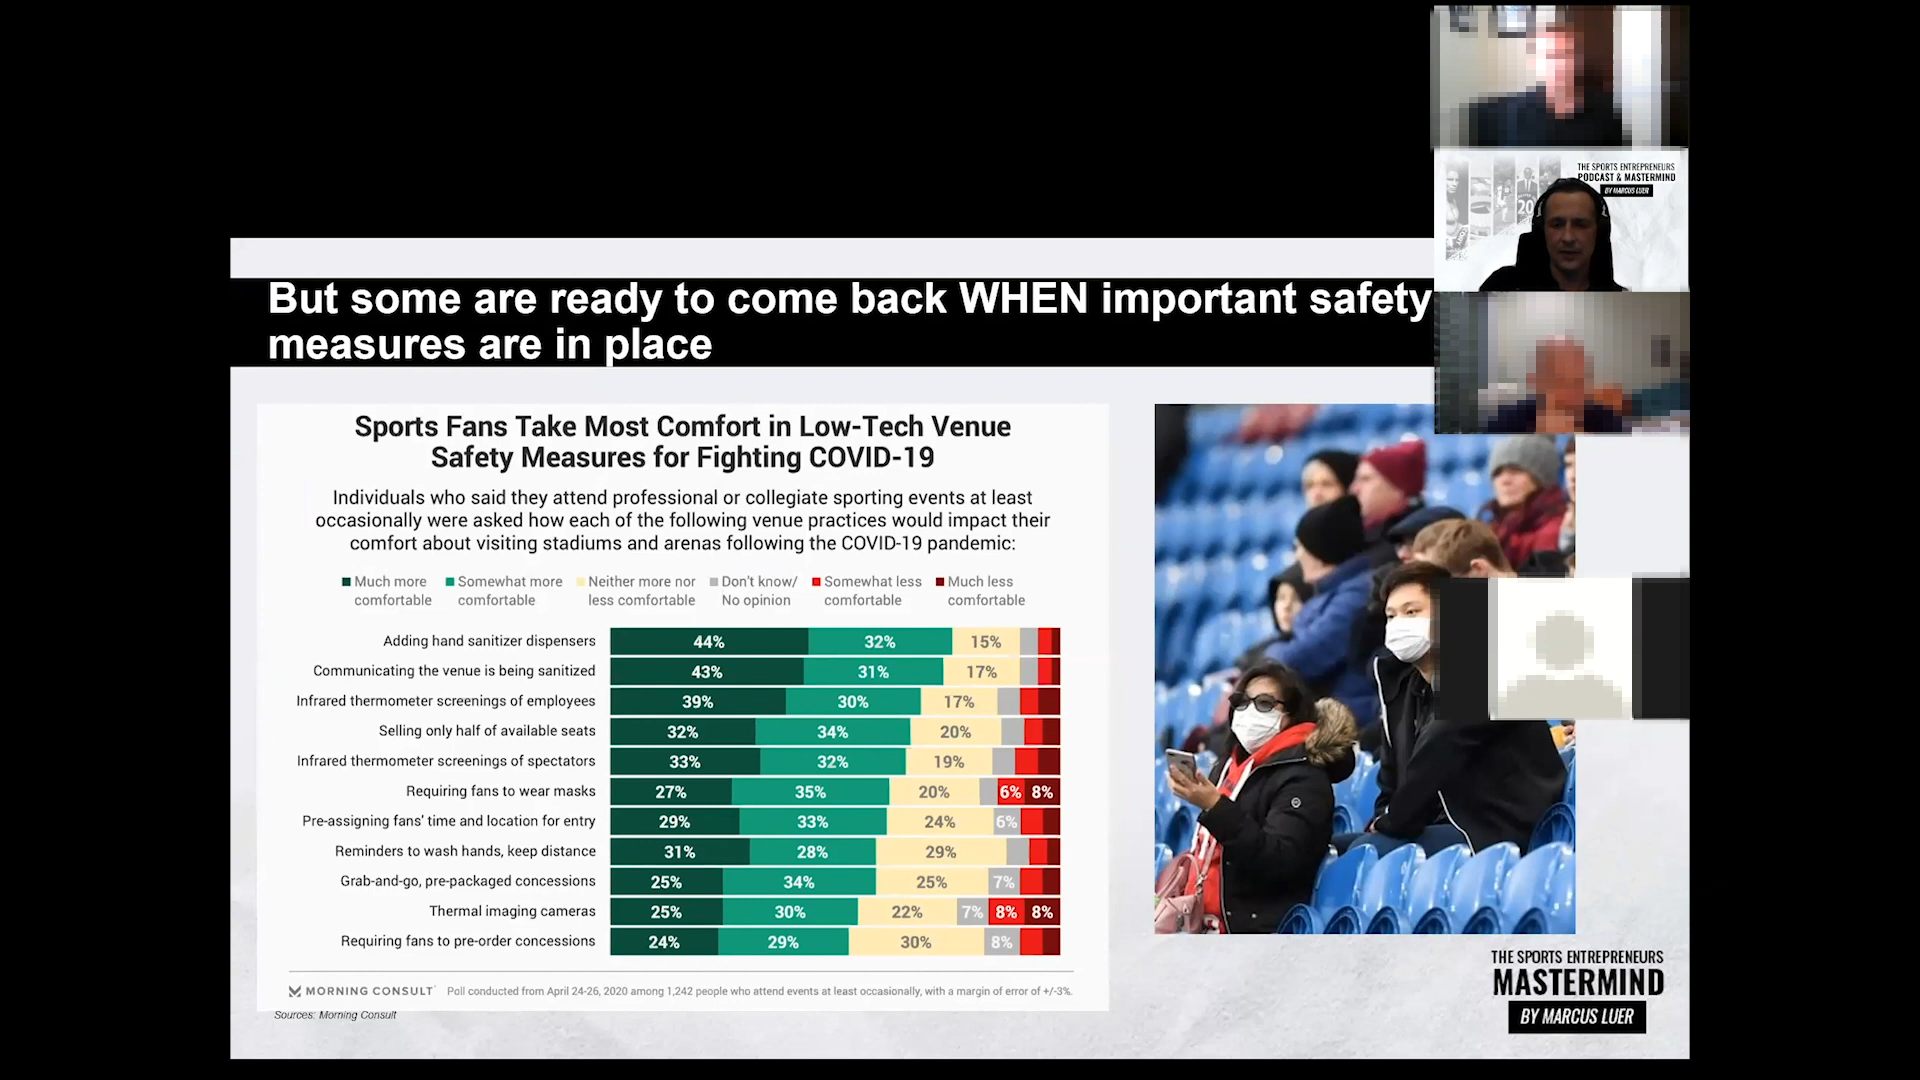 THE SPORTS ENTREPRENEURS
PODCAST & MASTERMIND
BY MARCUS LUER
20
But some are ready to come back WHEN important safety
measures are in place
Sports Fans Take Most Comfort in Low-Tech Venue
Safety Measures for Fighting COVID-19
Individuals who said they attend professional or collegiate sporting events at least
occasionally were asked how each of the following venue practices would impact their
comfort about visiting stadiums and arenas following the COVID-19 pandemic:
Much more comfortable
Somewhat more comfortable
Neither more nor less comfortable
Don't know/ No opinion
Somewhat less comfortable
Much less comfortable
Adding hand sanitizer dispensers 44% 32% 15%
Communicating the venue is being sanitized 43% 31% 17%
Infrared thermometer screenings of employees 39% 30% 17%
Selling only half of available seats 32% 34% 20%
Infrared thermometer screenings of spectators 33% 32% 19%
Requiring fans to wear masks 27% 35% 20% 6% 8%
Pre-assigning fans' time and location for entry 29% 33% 24% 6%
Reminders to wash hands, keep distance 31% 28% 29%
Grab-and-go, pre-packaged concessions 25% 34% 25% 7%
Thermal imaging cameras 25% 30% 22% 7% 8% 8%
Requiring fans to pre-order concessions 24% 29% 30% 8%
MORNING CONSULT Poll conducted from April 24-26, 2020 among 1,242 people who attend events at least occasionally, with a margin of error of +/-3%.
Sources: Morning Consult
THE SPORTS ENTREPRENEURS
MASTERMIND
BY MARCUS LUER